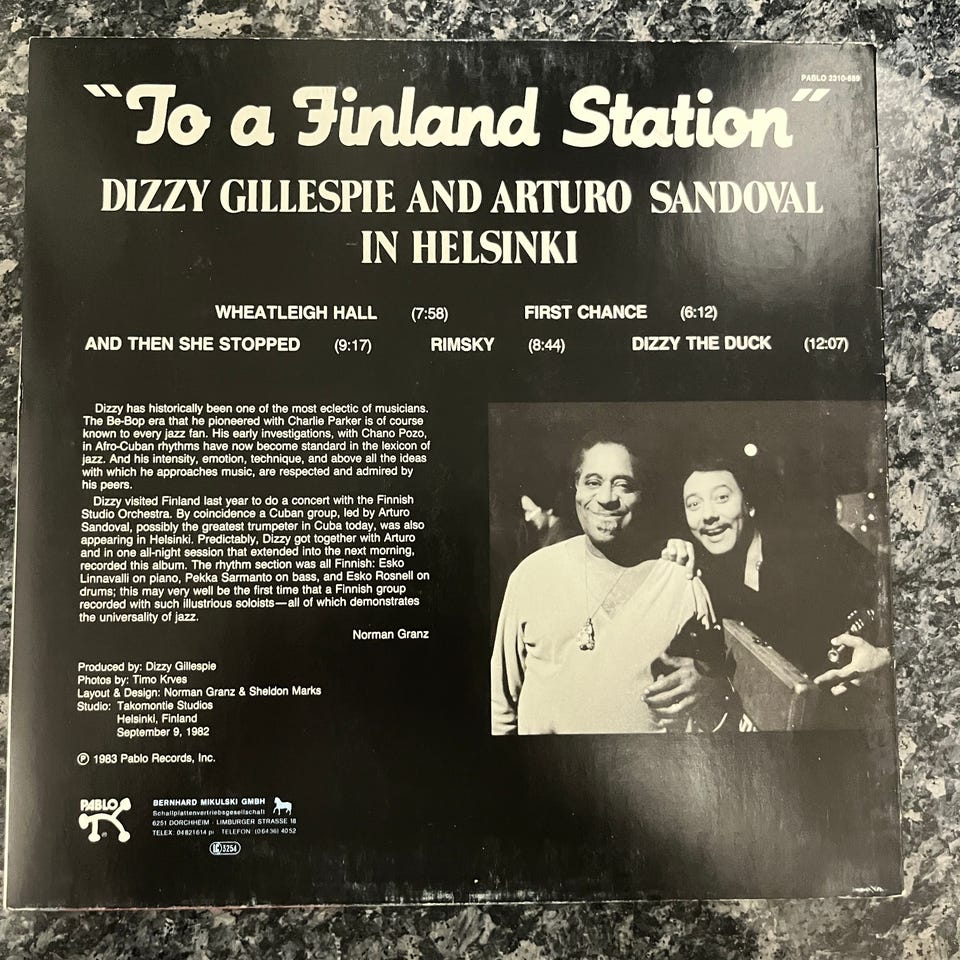 PABLO 2310-889
"To a Finland Station"
DIZZY GILLESPIE AND ARTURO SANDOVAL
IN HELSINKI
WHEATLEIGH HALL (7:58) FIRST CHANCE (6:12)
AND THEN SHE STOPPED (9:17) RIMSKY (8:44) DIZZY THE DUCK (12:07)
Dizzy has historically been one of the most eclectic of musicians.
The Be-Bop era that he pioneered with Charlie Parker is of course
known to every jazz fan. His early investigations, with Chano Pozo,
in Afro-Cuban rhythms have now become standard in the lexicon of
jazz. And his intensity, emotion, technique, and above all the ideas
with which he approaches music, are respected and admired by
his peers.
Dizzy visited Finland last year to do a concert with the Finnish
Studio Orchestra. By coincidence a Cuban group, led by Arturo
Sandoval, possibly the greatest trumpeter in Cuba today, was also
appearing in Helsinki. Predictably, Dizzy got together with Arturo
and in one all-night session that extended into the next morning,
recorded this album. The rhythm section was all Finnish: Esko
Linnavalli on piano, Pekka Sarmanto on bass, and Esko Rosnell on
drums; this may very well be the first time that a Finnish group
recorded with such illustrious soloists—all of which demonstrates
the universality of jazz.
Norman Granz
Produced by: Dizzy Gillespie
Photos by: Timo Krves
Layout & Design: Norman Granz & Sheldon Marks
Studio: Takomontie Studios
Helsinki, Finland
September 9, 1982
℗ 1983 Pablo Records, Inc.
PABLO
®
BERNHARD MIKULSKI GMBH
Schallplattenvertriebsgesellschaft
6251 DORCHHEIM · LIMBURGER STRASSE 18
TELEX: 04821614 pi TELEFON: (06436) 4052
LC 3254